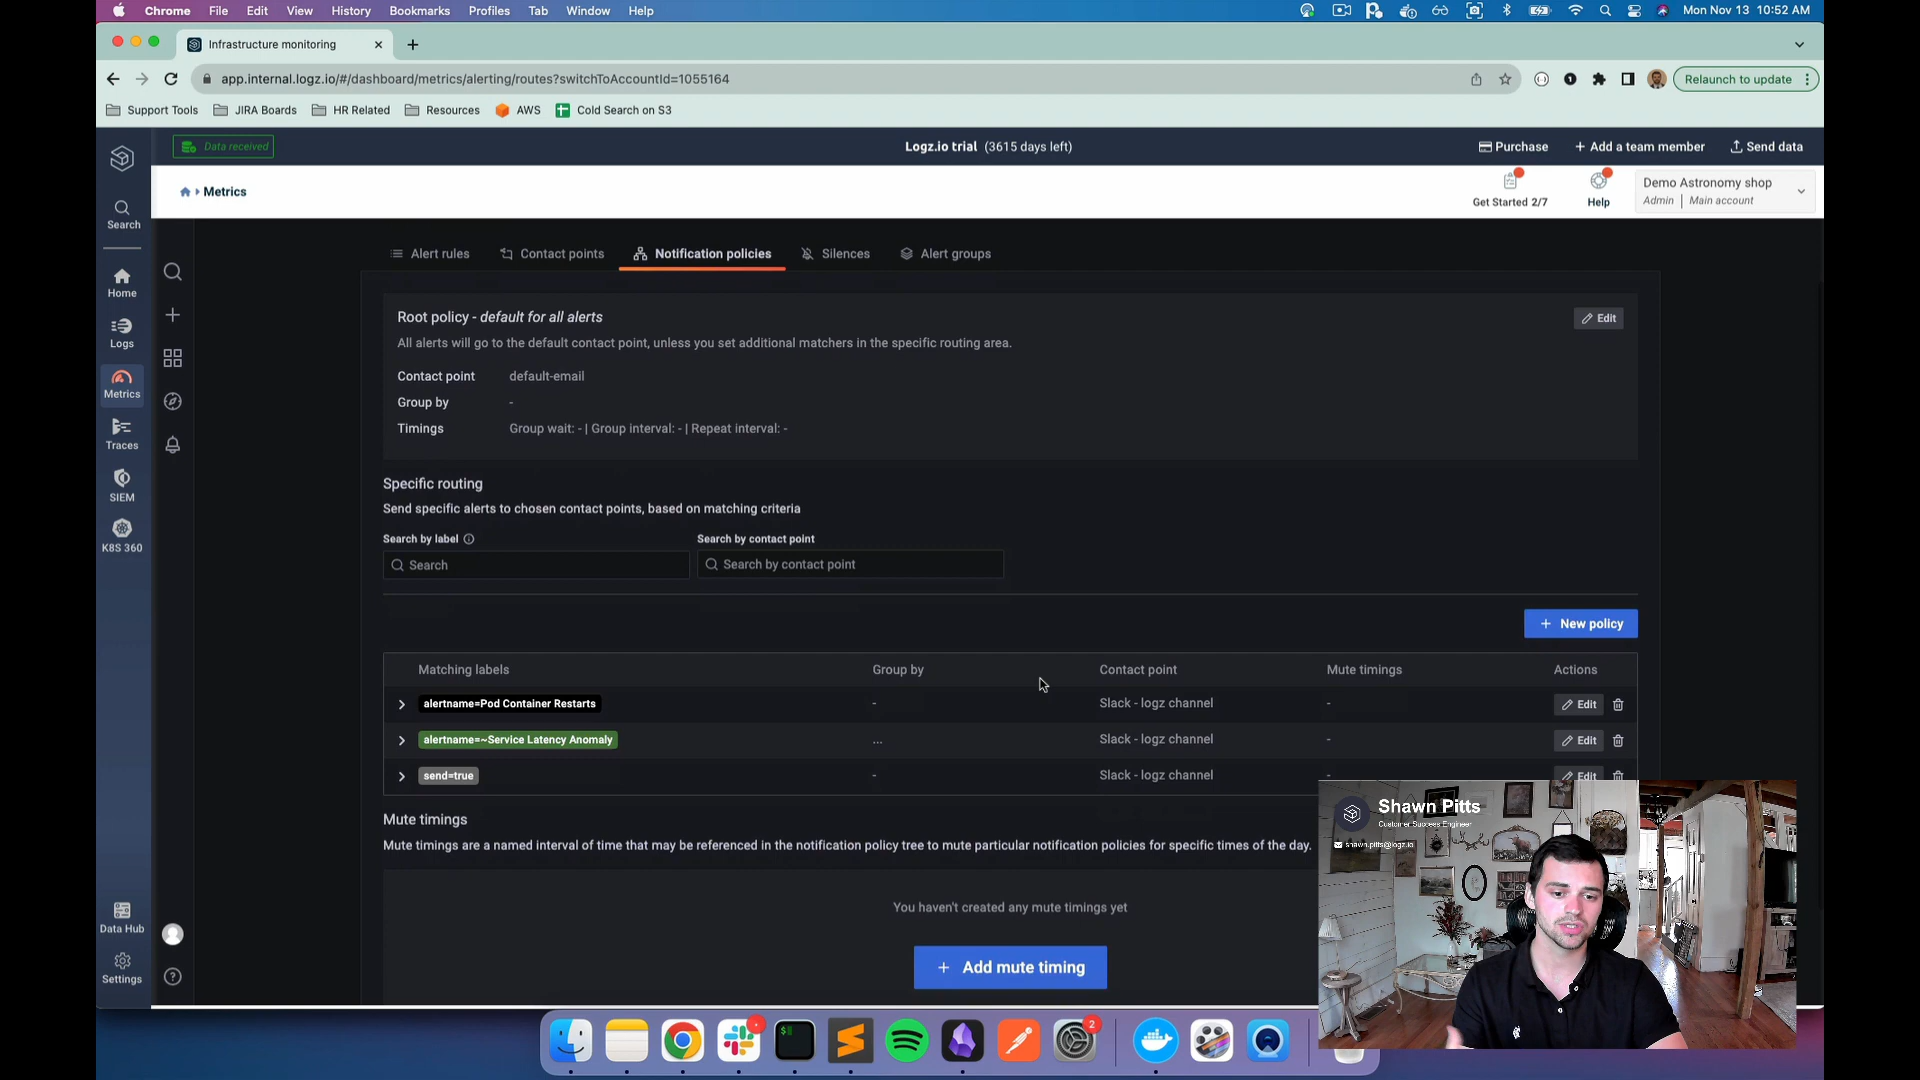 Chrome File Edit View History Bookmarks Profiles Tab Window Help Mon Nov 13 10:52 AM
Infrastructure monitoring
app.internal.logz.io/#/dashboard/metrics/alerting/routes?switchToAccountId=1055164
Relaunch to update
Support Tools JIRA Boards HR Related Resources AWS Cold Search on S3
Data received
Logz.io trial (3615 days left)
Purchase + Add a team member Send data
Metrics
Get Started 2/7
Help
Demo Astronomy shop
Admin | Main account
Search
Home
Logs
Metrics
Traces
SIEM
K8S 360
Data Hub
Settings
Alert rules Contact points Notification policies Silences Alert groups
Root policy - default for all alerts
Edit
All alerts will go to the default contact point, unless you set additional matchers in the specific routing area.
Contact point default-email
Group by -
Timings Group wait: - | Group interval: - | Repeat interval: -
Specific routing
Send specific alerts to chosen contact points, based on matching criteria
Search by label Search by contact point
Search Search by contact point
+ New policy
Matching labels Group by Contact point Mute timings Actions
alertname=Pod Container Restarts - Slack - logz channel - Edit
alertname=~Service Latency Anomaly ... Slack - logz channel - Edit
send=true - Slack - logz channel - Edit
Mute timings
Mute timings are a named interval of time that may be referenced in the notification policy tree to mute particular notification policies for specific times of the day.
You haven't created any mute timings yet
+ Add mute timing
Shawn Pitts
Customer Success Engineer
shawn.pitts@logz.io
2